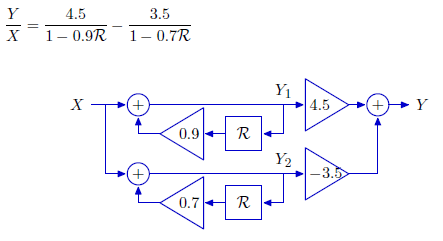 Y/X = 4.5/(1 − 0.9ℛ) − 3.5/(1 − 0.7ℛ)
X + Y₁ 4.5 + Y
0.9 ℛ
+ Y₂ −3.5
0.7 ℛ